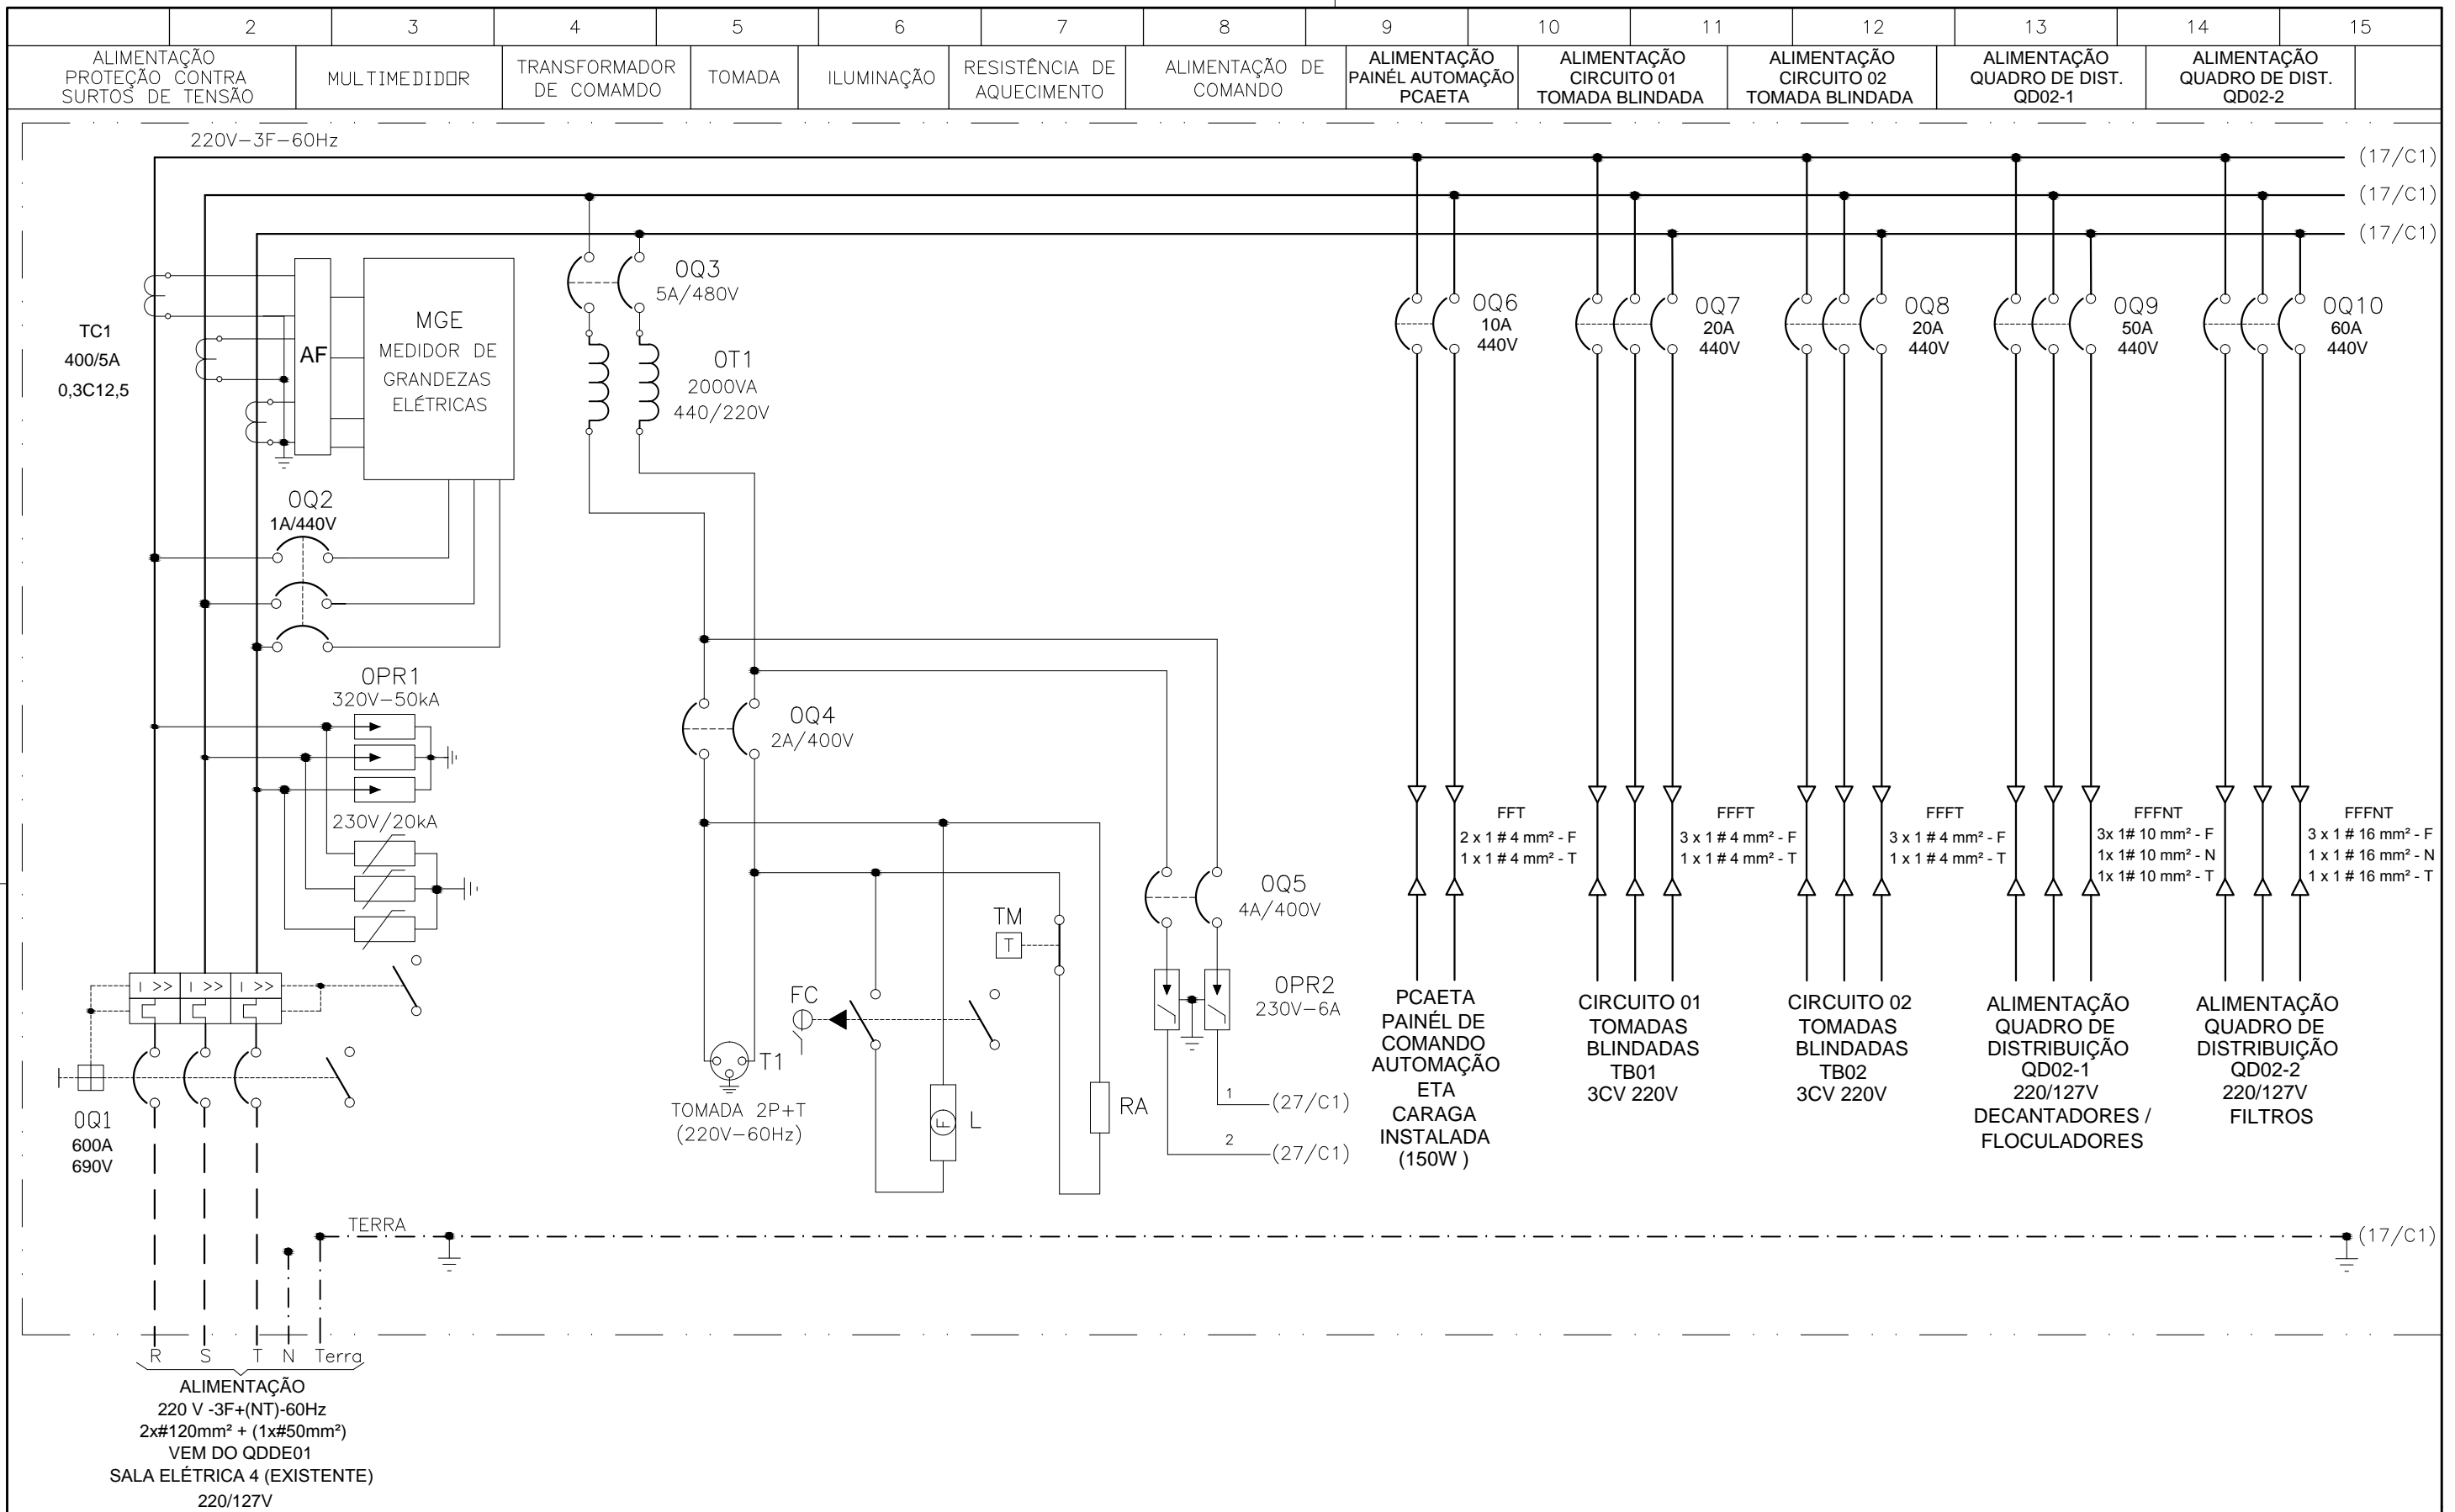 2
3
4
5
6
7
8
9
10
11
12
13
14
15
ALIMENTAÇÃO
PROTEÇÃO CONTRA
SURTOS DE TENSÃO
MULTIMEDIDOR
TRANSFORMADOR
DE COMAMDO
TOMADA
ILUMINAÇÃO
RESISTÊNCIA DE
AQUECIMENTO
ALIMENTAÇÃO DE
COMANDO
ALIMENTAÇÃO
PAINÉL AUTOMAÇÃO
PCAETA
ALIMENTAÇÃO
CIRCUITO 01
TOMADA BLINDADA
ALIMENTAÇÃO
CIRCUITO 02
TOMADA BLINDADA
ALIMENTAÇÃO
QUADRO DE DIST.
QD02-1
ALIMENTAÇÃO
QUADRO DE DIST.
QD02-2
220V-3F-60Hz
(17/C1)
(17/C1)
(17/C1)
TC1
400/5A
0,3C12,5
AF
MGE
MEDIDOR DE
GRANDEZAS
ELÉTRICAS
0Q3
5A/480V
0T1
2000VA
440/220V
0Q6
10A
440V
0Q7
20A
440V
0Q8
20A
440V
0Q9
50A
440V
0Q10
60A
440V
0Q2
1A/440V
0PR1
320V-50kA
230V/20kA
0Q4
2A/400V
0Q5
4A/400V
TM
T
0PR2
230V-6A
FC
T1
TOMADA 2P+T
(220V-60Hz)
F
L
RA
1
(27/C1)
2
(27/C1)
I >>
I >>
I >>
0Q1
600A
690V
FFT
2 x 1 # 4 mm² - F
1 x 1 # 4 mm² - T
FFFT
3 x 1 # 4 mm² - F
1 x 1 # 4 mm² - T
FFFT
3 x 1 # 4 mm² - F
1 x 1 # 4 mm² - T
FFFNT
3x 1# 10 mm² - F
1x 1# 10 mm² - N
1x 1# 10 mm² - T
FFFNT
3 x 1 # 16 mm² - F
1 x 1 # 16 mm² - N
1 x 1 # 16 mm² - T
PCAETA
PAINÉL DE
COMANDO
AUTOMAÇÃO
ETA
CARAGA
INSTALADA
(150W )
CIRCUITO 01
TOMADAS
BLINDADAS
TB01
3CV 220V
CIRCUITO 02
TOMADAS
BLINDADAS
TB02
3CV 220V
ALIMENTAÇÃO
QUADRO DE
DISTRIBUIÇÃO
QD02-1
220/127V
DECANTADORES /
FLOCULADORES
ALIMENTAÇÃO
QUADRO DE
DISTRIBUIÇÃO
QD02-2
220/127V
FILTROS
TERRA
(17/C1)
R S T N Terra
ALIMENTAÇÃO
220 V -3F+(NT)-60Hz
2x#120mm² + (1x#50mm²)
VEM DO QDDE01
SALA ELÉTRICA 4 (EXISTENTE)
220/127V